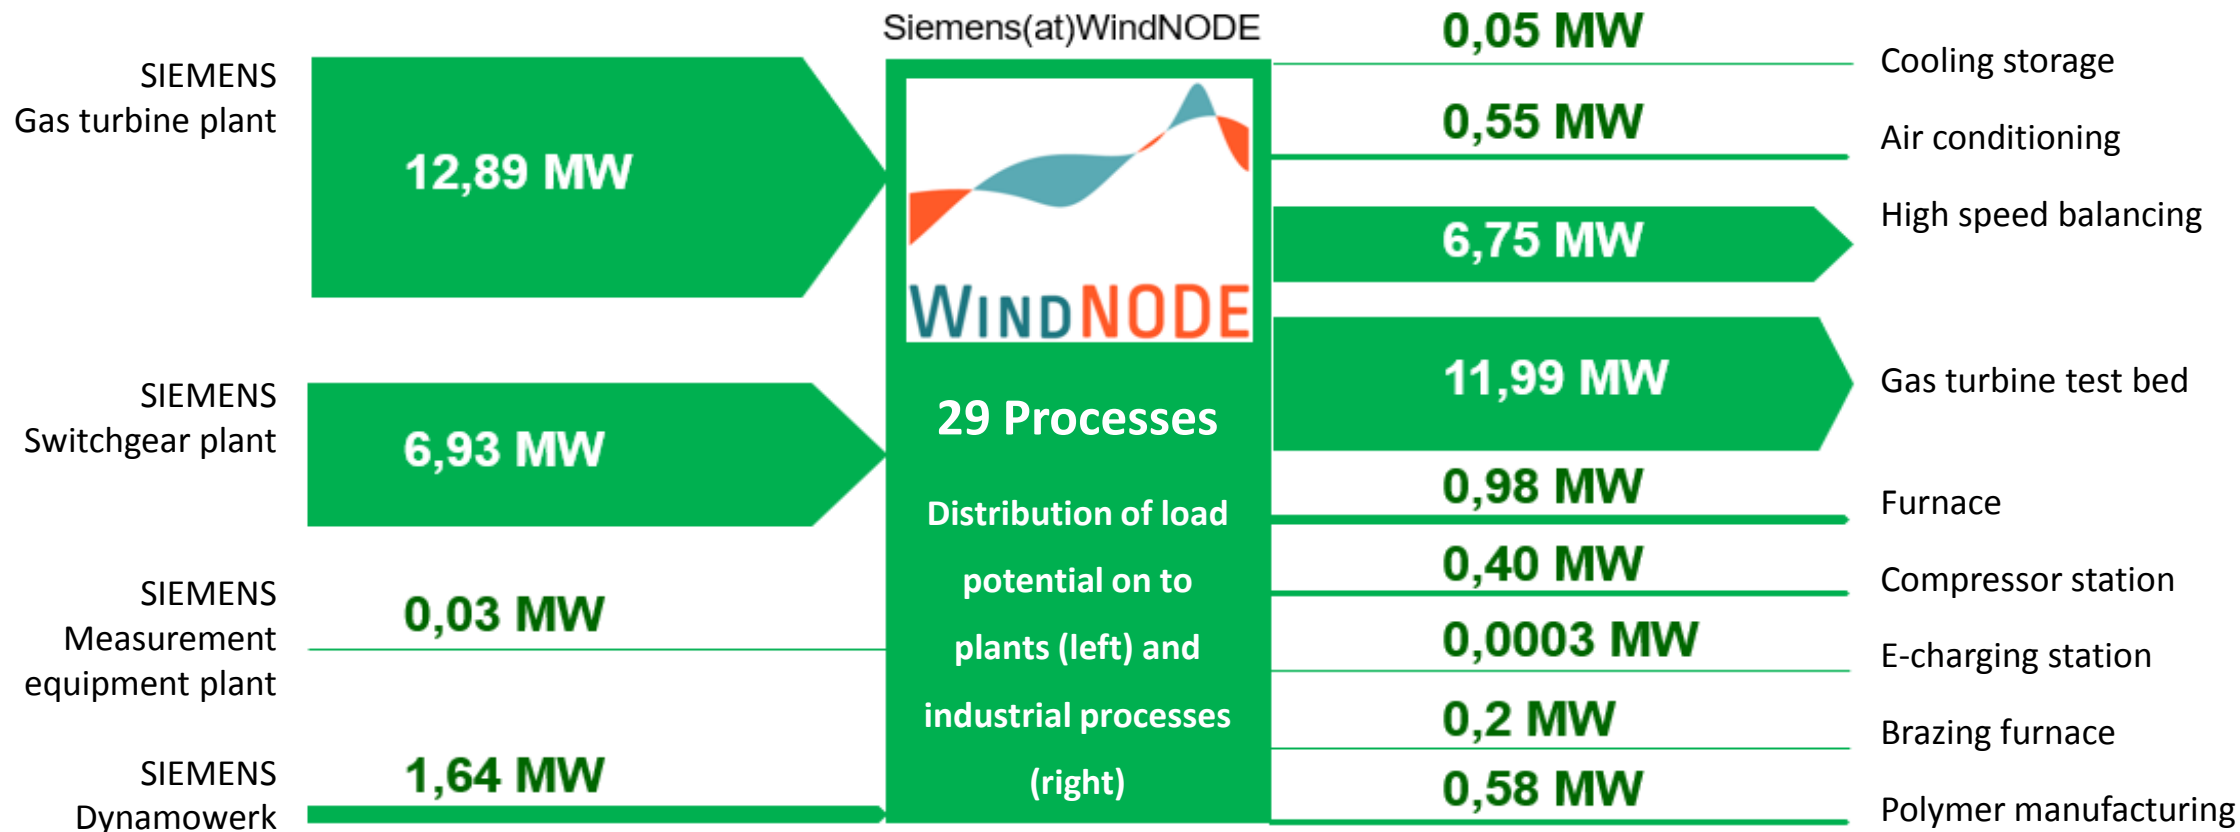 SIEMENS
Gas turbine plant
12,89 MW
SIEMENS
Switchgear plant
6,93 MW
SIEMENS
Measurement
equipment plant
0,03 MW
SIEMENS
Dynamowerk
1,64 MW
Siemens(at)WindNODE
WINDNODE
29 Processes
Distribution of load
potential on to
plants (left) and
industrial processes
(right)
0,05 MW
Cooling storage
0,55 MW
Air conditioning
6,75 MW
High speed balancing
11,99 MW
Gas turbine test bed
0,98 MW
Furnace
0,40 MW
Compressor station
0,0003 MW
E-charging station
0,2 MW
Brazing furnace
0,58 MW
Polymer manufacturing